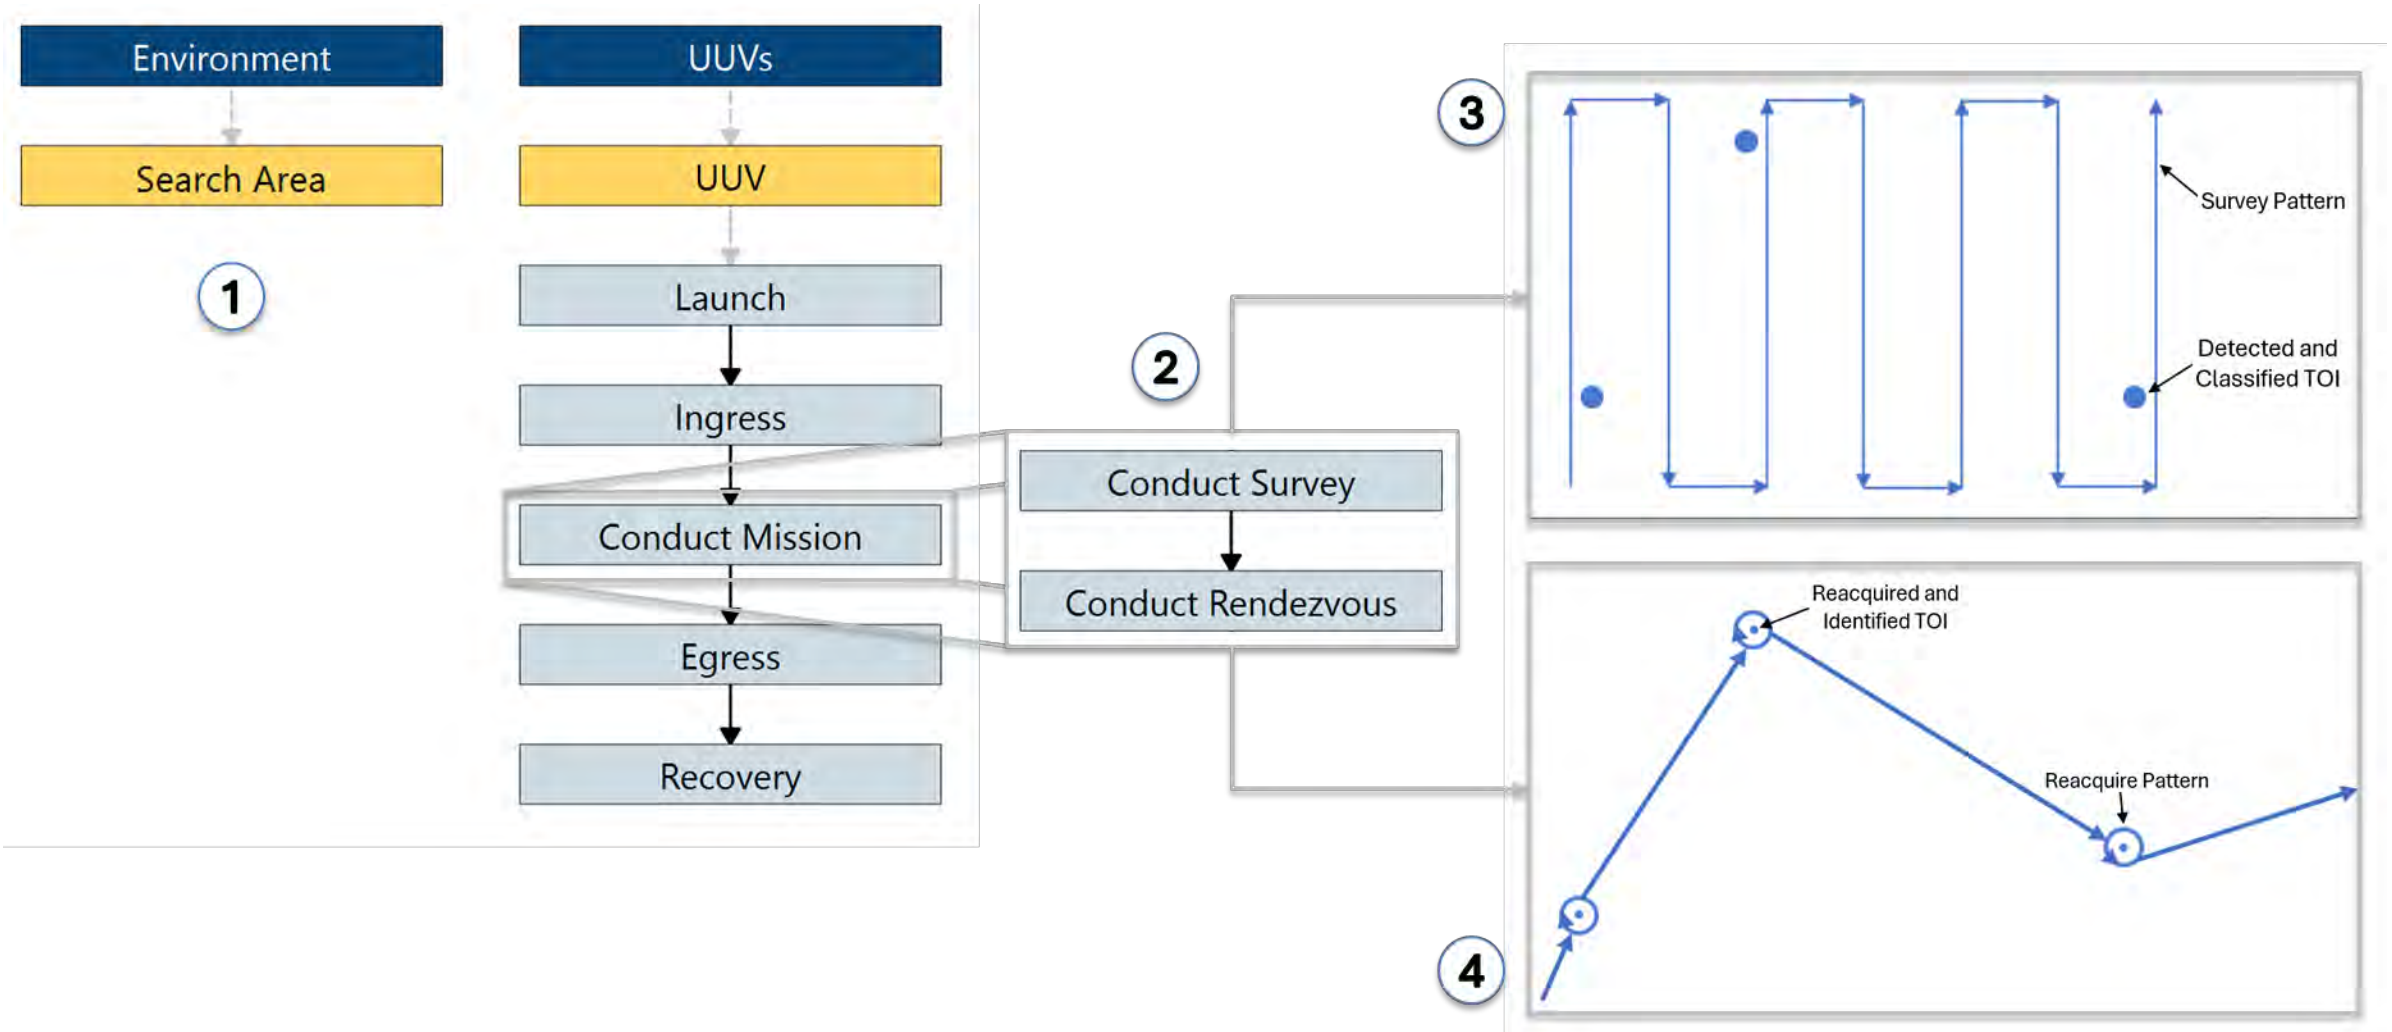 Environment
UUVs
Search Area
UUV
1
Launch
Ingress
Conduct Mission
Egress
Recovery
2
Conduct Survey
Conduct Rendezvous
3
Survey Pattern
Detected and
Classified TOI
4
Reacquired and
Identified TOI
Reacquire Pattern